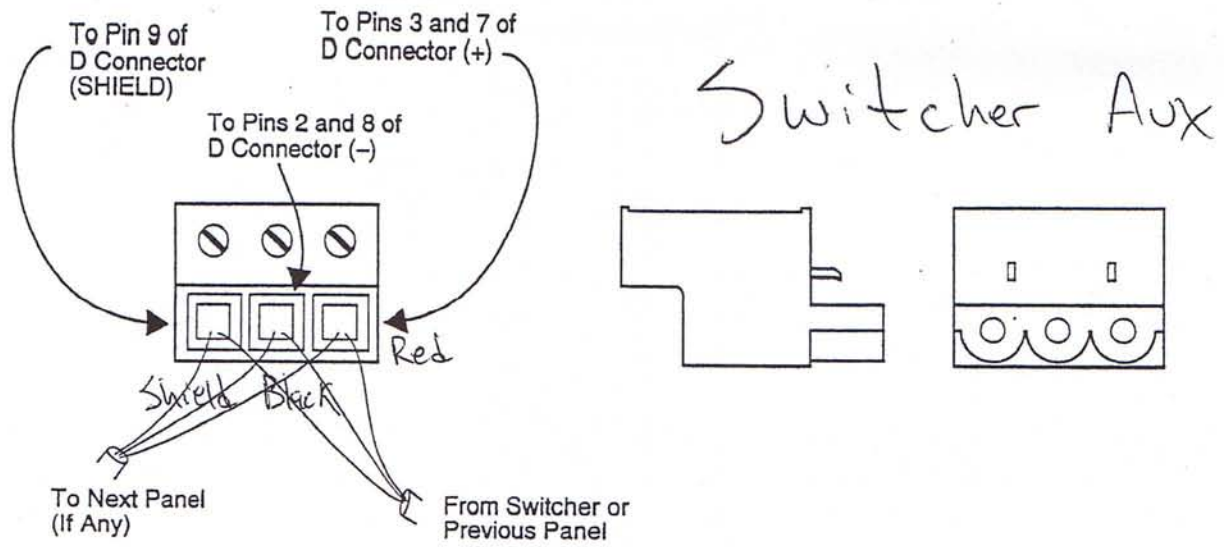 To Pin 9 of
D Connector
(SHIELD)
To Pins 3 and 7 of
D Connector (+)
To Pins 2 and 8 of
D Connector (–)
Switcher Aux
Red
Shield Black
To Next Panel
(If Any)
From Switcher or
Previous Panel